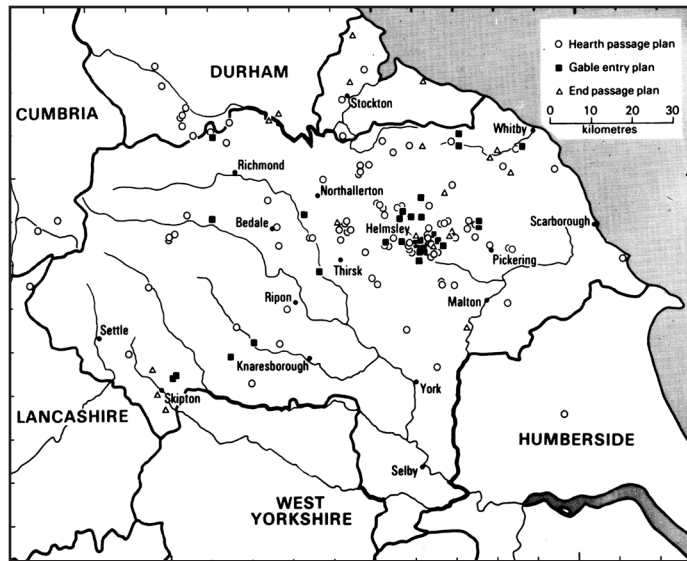 Hearth passage plan
Gable entry plan
End passage plan
0 10 20 30
kilometres
DURHAM
CUMBRIA
Stockton
Whitby
Richmond
Northallerton
Bedale
Helmsley
Scarborough
Pickering
Thirsk
Ripon
Malton
Settle
Knaresborough
York
Skipton
LANCASHIRE
HUMBERSIDE
Selby
WEST
YORKSHIRE